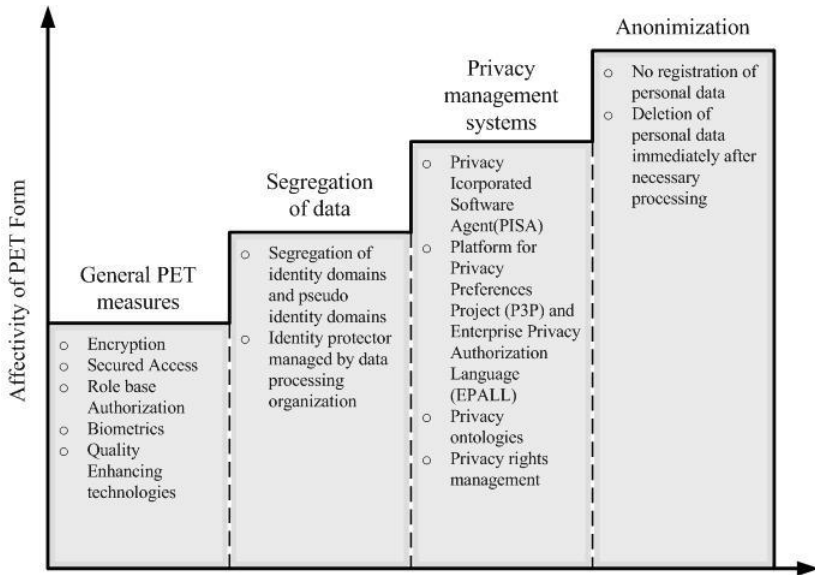 Affectivity of PET Form
General PET
measures
○ Encryption
○ Secured Access
○ Role base
Authorization
○ Biometrics
○ Quality
Enhancing
technologies
Segregation
of data
○ Segregation of
identity domains
and pseudo
identity domains
○ Identity protector
managed by data
processing
organization
Privacy
management
systems
○ Privacy
Icorporated
Software
Agent(PISA)
○ Platform for
Privacy
Preferences
Project (P3P) and
Enterprise Privacy
Authorization
Language
(EPALL)
○ Privacy
ontologies
○ Privacy rights
management
Anonimization
○ No registration of
personal data
○ Deletion of
personal data
immediately after
necessary
processing